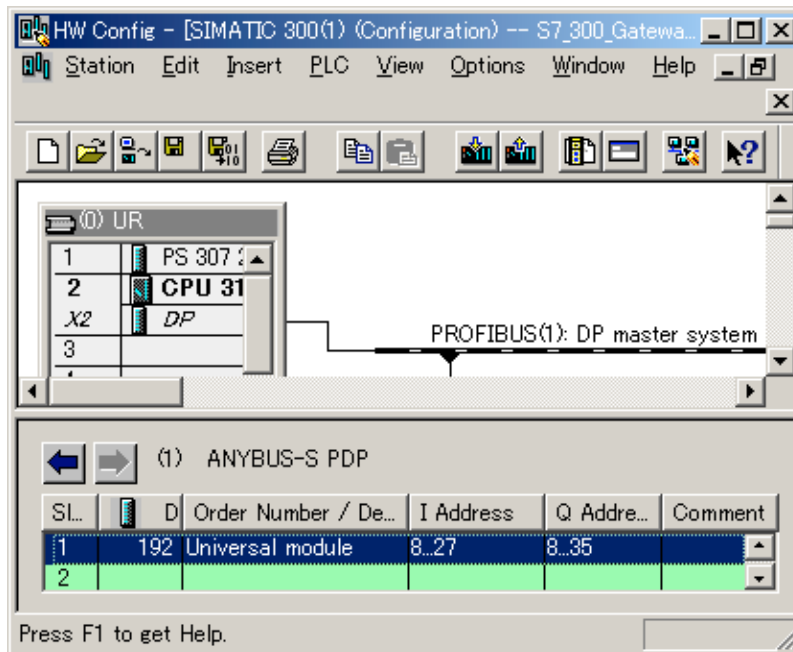 HW Config - [SIMATIC 300(1) (Configuration) -- S7_300_Gatewa...
Station Edit Insert PLC View Options Window Help
(0) UR
1 PS 307 2
2 CPU 31
X2 DP
3
PROFIBUS(1): DP master system
(1) ANYBUS-S PDP
Sl... D Order Number / De... I Address Q Addre... Comment
1 192 Universal module 8..27 8..35
2
Press F1 to get Help.